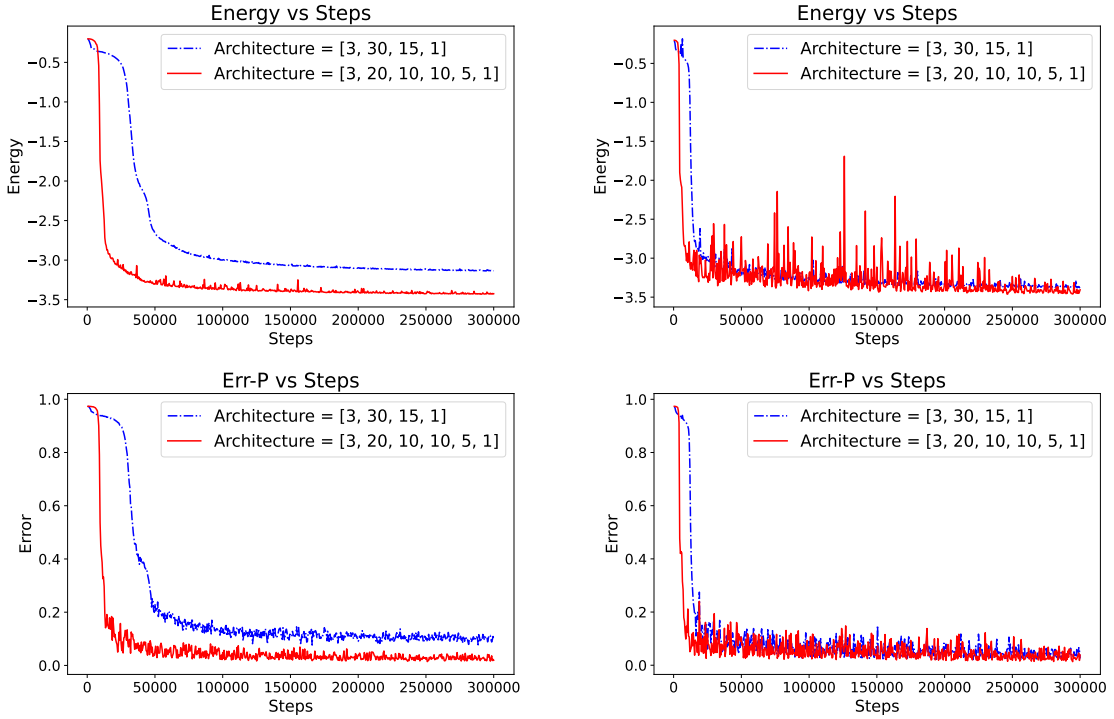 Energy vs Steps
Architecture = [3, 30, 15, 1]
Architecture = [3, 20, 10, 10, 5, 1]
−0.5
−1.0
−1.5
−2.0
−2.5
−3.0
−3.5
Energy
0 50000 100000 150000 200000 250000 300000
Steps
Energy vs Steps
Architecture = [3, 30, 15, 1]
Architecture = [3, 20, 10, 10, 5, 1]
−0.5
−1.0
−1.5
−2.0
−2.5
−3.0
−3.5
Energy
0 50000 100000 150000 200000 250000 300000
Steps
Err-P vs Steps
Architecture = [3, 30, 15, 1]
Architecture = [3, 20, 10, 10, 5, 1]
1.0
0.8
0.6
0.4
0.2
0.0
Error
0 50000 100000 150000 200000 250000 300000
Steps
Err-P vs Steps
Architecture = [3, 30, 15, 1]
Architecture = [3, 20, 10, 10, 5, 1]
1.0
0.8
0.6
0.4
0.2
0.0
Error
0 50000 100000 150000 200000 250000 300000
Steps